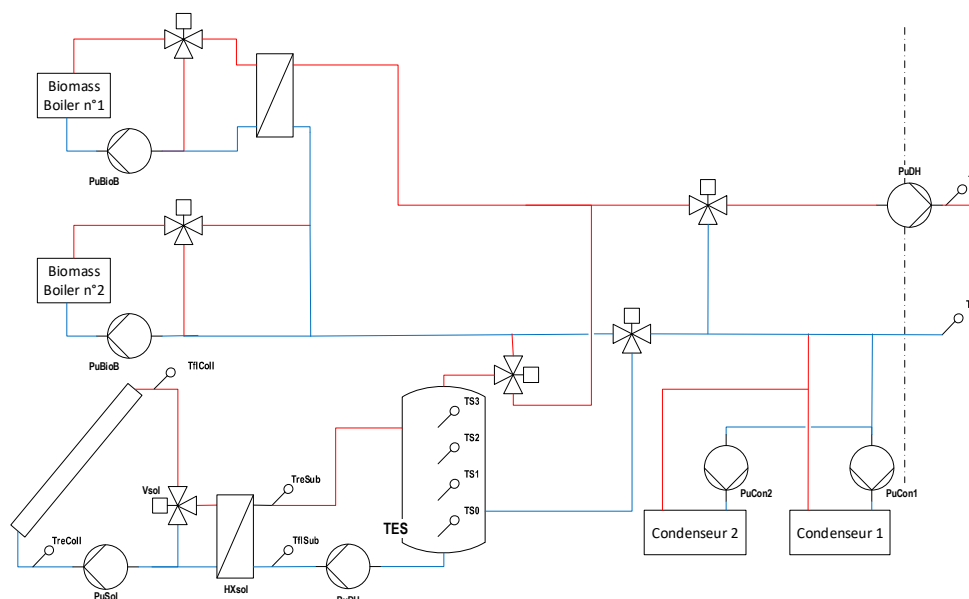 Biomass
Boiler n°1
PuBioB
PuDH
T
Biomass
Boiler n°2
PuBioB
T
TflColl
TS3
TS2
TS1
TS0
TES
Vsol
TreSub
TflSub
TreColl
PuSol
HXsol
PuDH
PuCon2
PuCon1
Condenseur 2
Condenseur 1